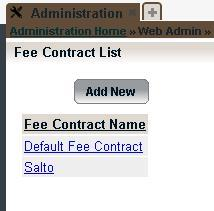 Administration
Administration Home » Web Admin »
Fee Contract List
Add New
Fee Contract Name
Default Fee Contract
Salto